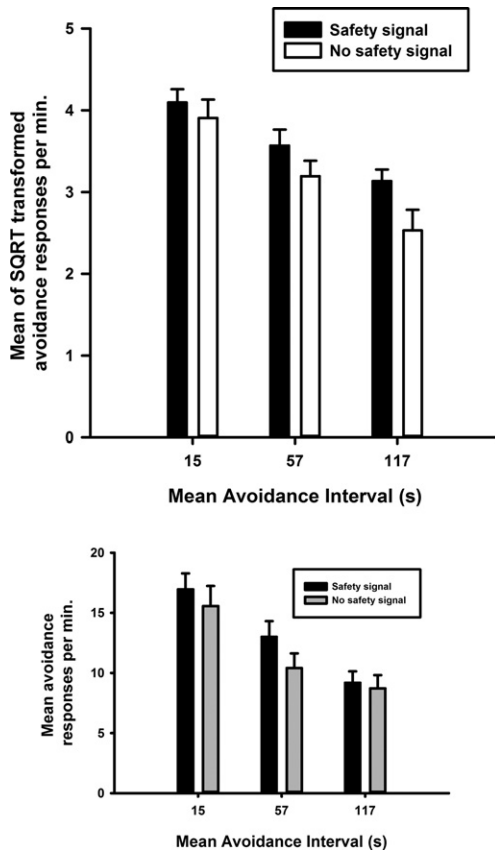 Safety signal
No safety signal
Mean of SQRT transformed
avoidance responses per min.
5
4
3
2
1
0
15 57 117
Mean Avoidance Interval (s)
Safety signal
No safety signal
Mean avoidance
responses per min.
20
15
10
5
0
15 57 117
Mean Avoidance Interval (s)